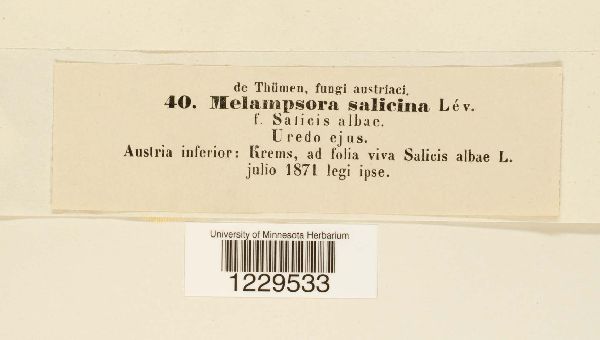 de Thümen, fungi austriaci.
40. Melampsora salicina Lév.
f. Salicis albae.
Uredo ejus.
Austria inferior: Krems, ad folia viva Salicis albae L.
julio 1871 legi ipse.
University of Minnesota Herbarium
1229533